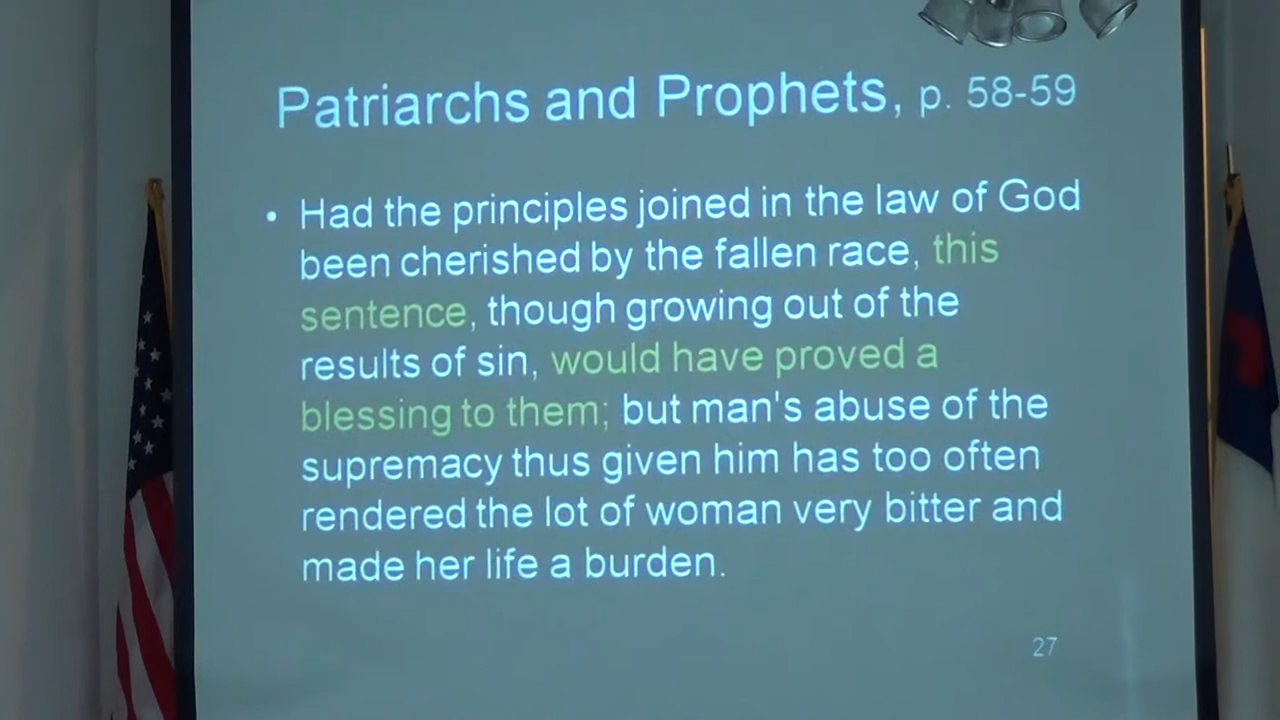 Patriarchs and Prophets, p. 58-59
• Had the principles joined in the law of God
been cherished by the fallen race, this
sentence, though growing out of the
results of sin, would have proved a
blessing to them; but man's abuse of the
supremacy thus given him has too often
rendered the lot of woman very bitter and
made her life a burden.
27